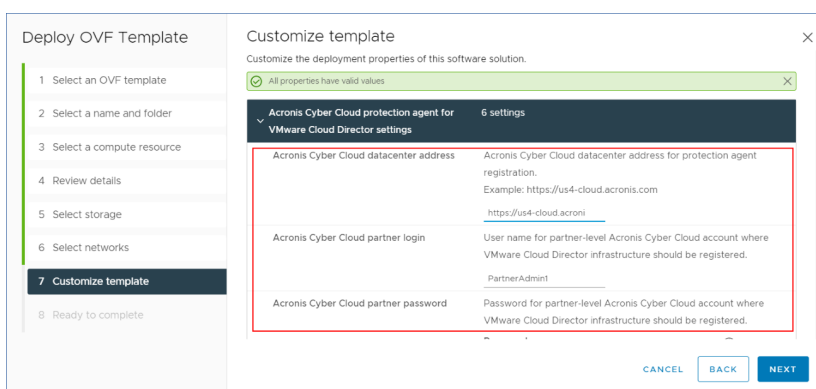 Deploy OVF Template
1 Select an OVF template
2 Select a name and folder
3 Select a compute resource
4 Review details
5 Select storage
6 Select networks
7 Customize template
8 Ready to complete
Customize template
Customize the deployment properties of this software solution.
All properties have valid values
Acronis Cyber Cloud protection agent for
VMware Cloud Director settings
6 settings
Acronis Cyber Cloud datacenter address
Acronis Cyber Cloud datacenter address for protection agent
registration.
Example: https://us4-cloud.acronis.com
https://us4-cloud.acroni
Acronis Cyber Cloud partner login
User name for partner-level Acronis Cyber Cloud account where
VMware Cloud Director infrastructure should be registered.
PartnerAdmin1
Acronis Cyber Cloud partner password
Password for partner-level Acronis Cyber Cloud account where
VMware Cloud Director infrastructure should be registered.
CANCEL
BACK
NEXT